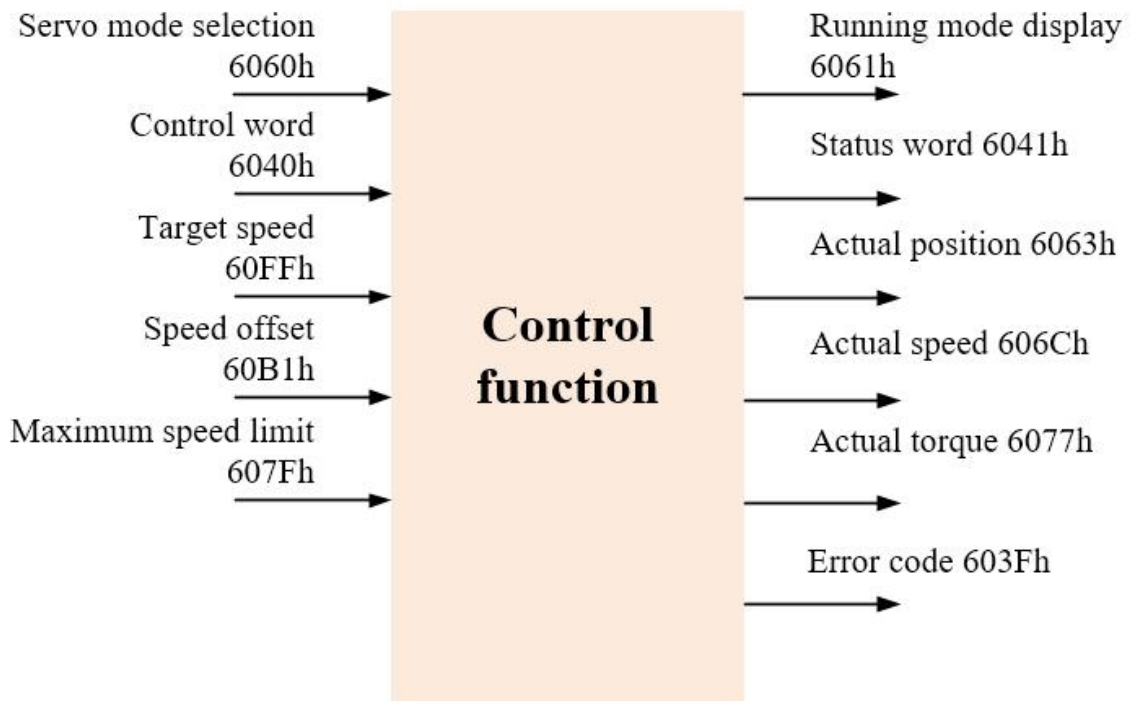 Servo mode selection
6060h
Control word
6040h
Target speed
60FFh
Speed offset
60B1h
Maximum speed limit
607Fh
Control
function
Running mode display
6061h
Status word 6041h
Actual position 6063h
Actual speed 606Ch
Actual torque 6077h
Error code 603Fh